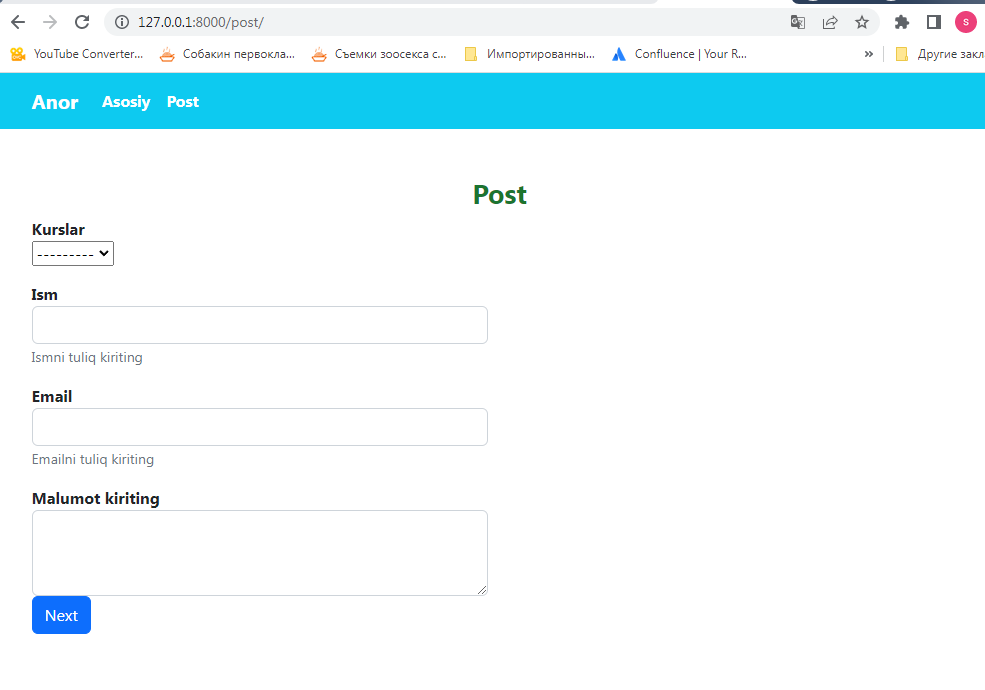 127.0.0.1:8000/post/
S
YouTube Converter... Собакин первокла... Съемки зоосекса с... Импортированны... Confluence | Your R... » Другие закл
Anor Asosiy Post
Post
Kurslar
---------
Ism
Ismni tuliq kiriting
Email
Emailni tuliq kiriting
Malumot kiriting
Next